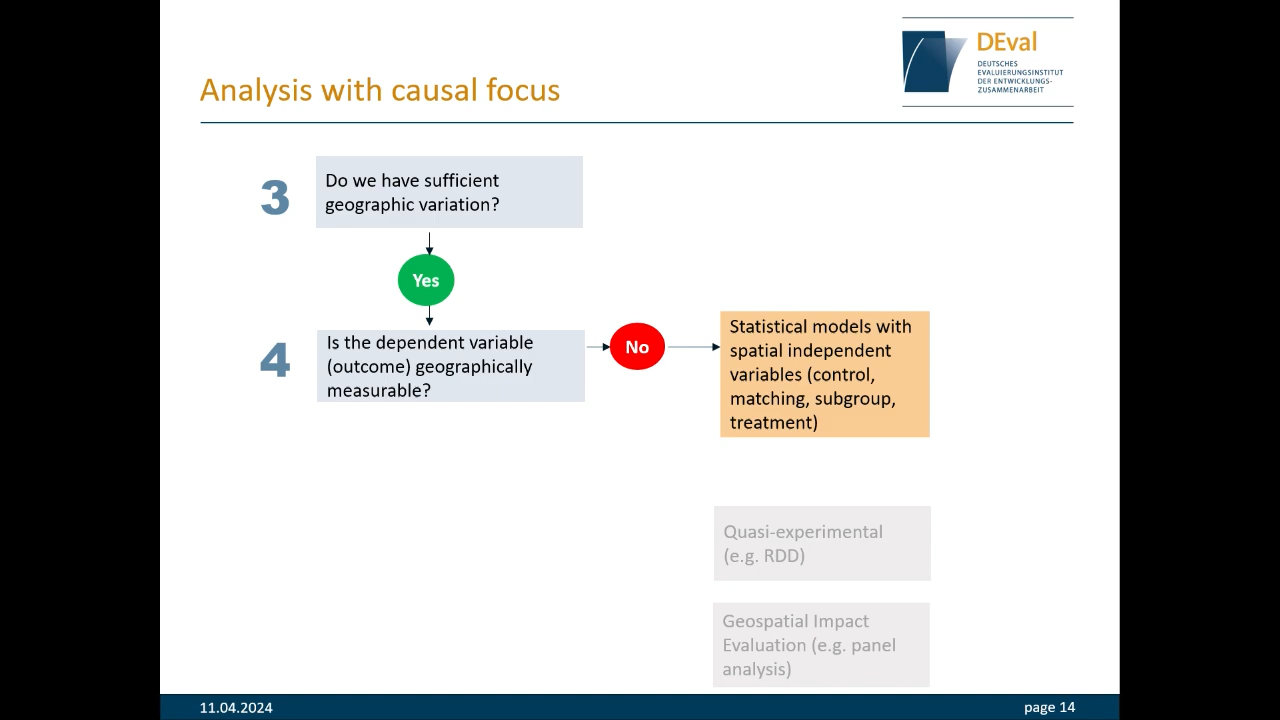 DEval
DEUTSCHES
EVALUIERUNGSINSTITUT
DER ENTWICKLUNGS-
ZUSAMMENARBEIT
Analysis with causal focus
3
Do we have sufficient
geographic variation?
Yes
4
Is the dependent variable
(outcome) geographically
measurable?
No
Statistical models with
spatial independent
variables (control,
matching, subgroup,
treatment)
Quasi-experimental
(e.g. RDD)
Geospatial Impact
Evaluation (e.g. panel
analysis)
11.04.2024
page 14